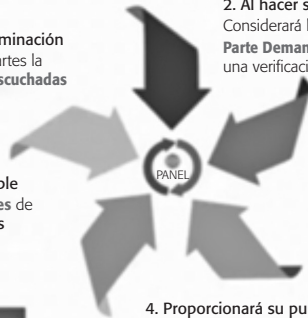 2. Al hacer s
Considerará l
Parte Deman
una verificaci
minación
artes la
scuchadas
PANEL
ble
es de
s
4. Proporcionará su pu